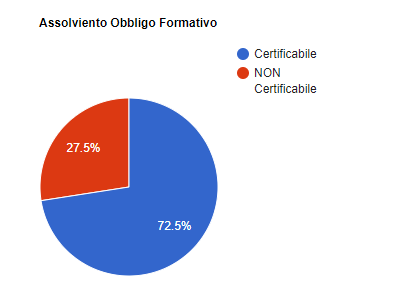 Assolviento Obbligo Formativo
Certificabile
NON
Certificabile
27.5%
72.5%